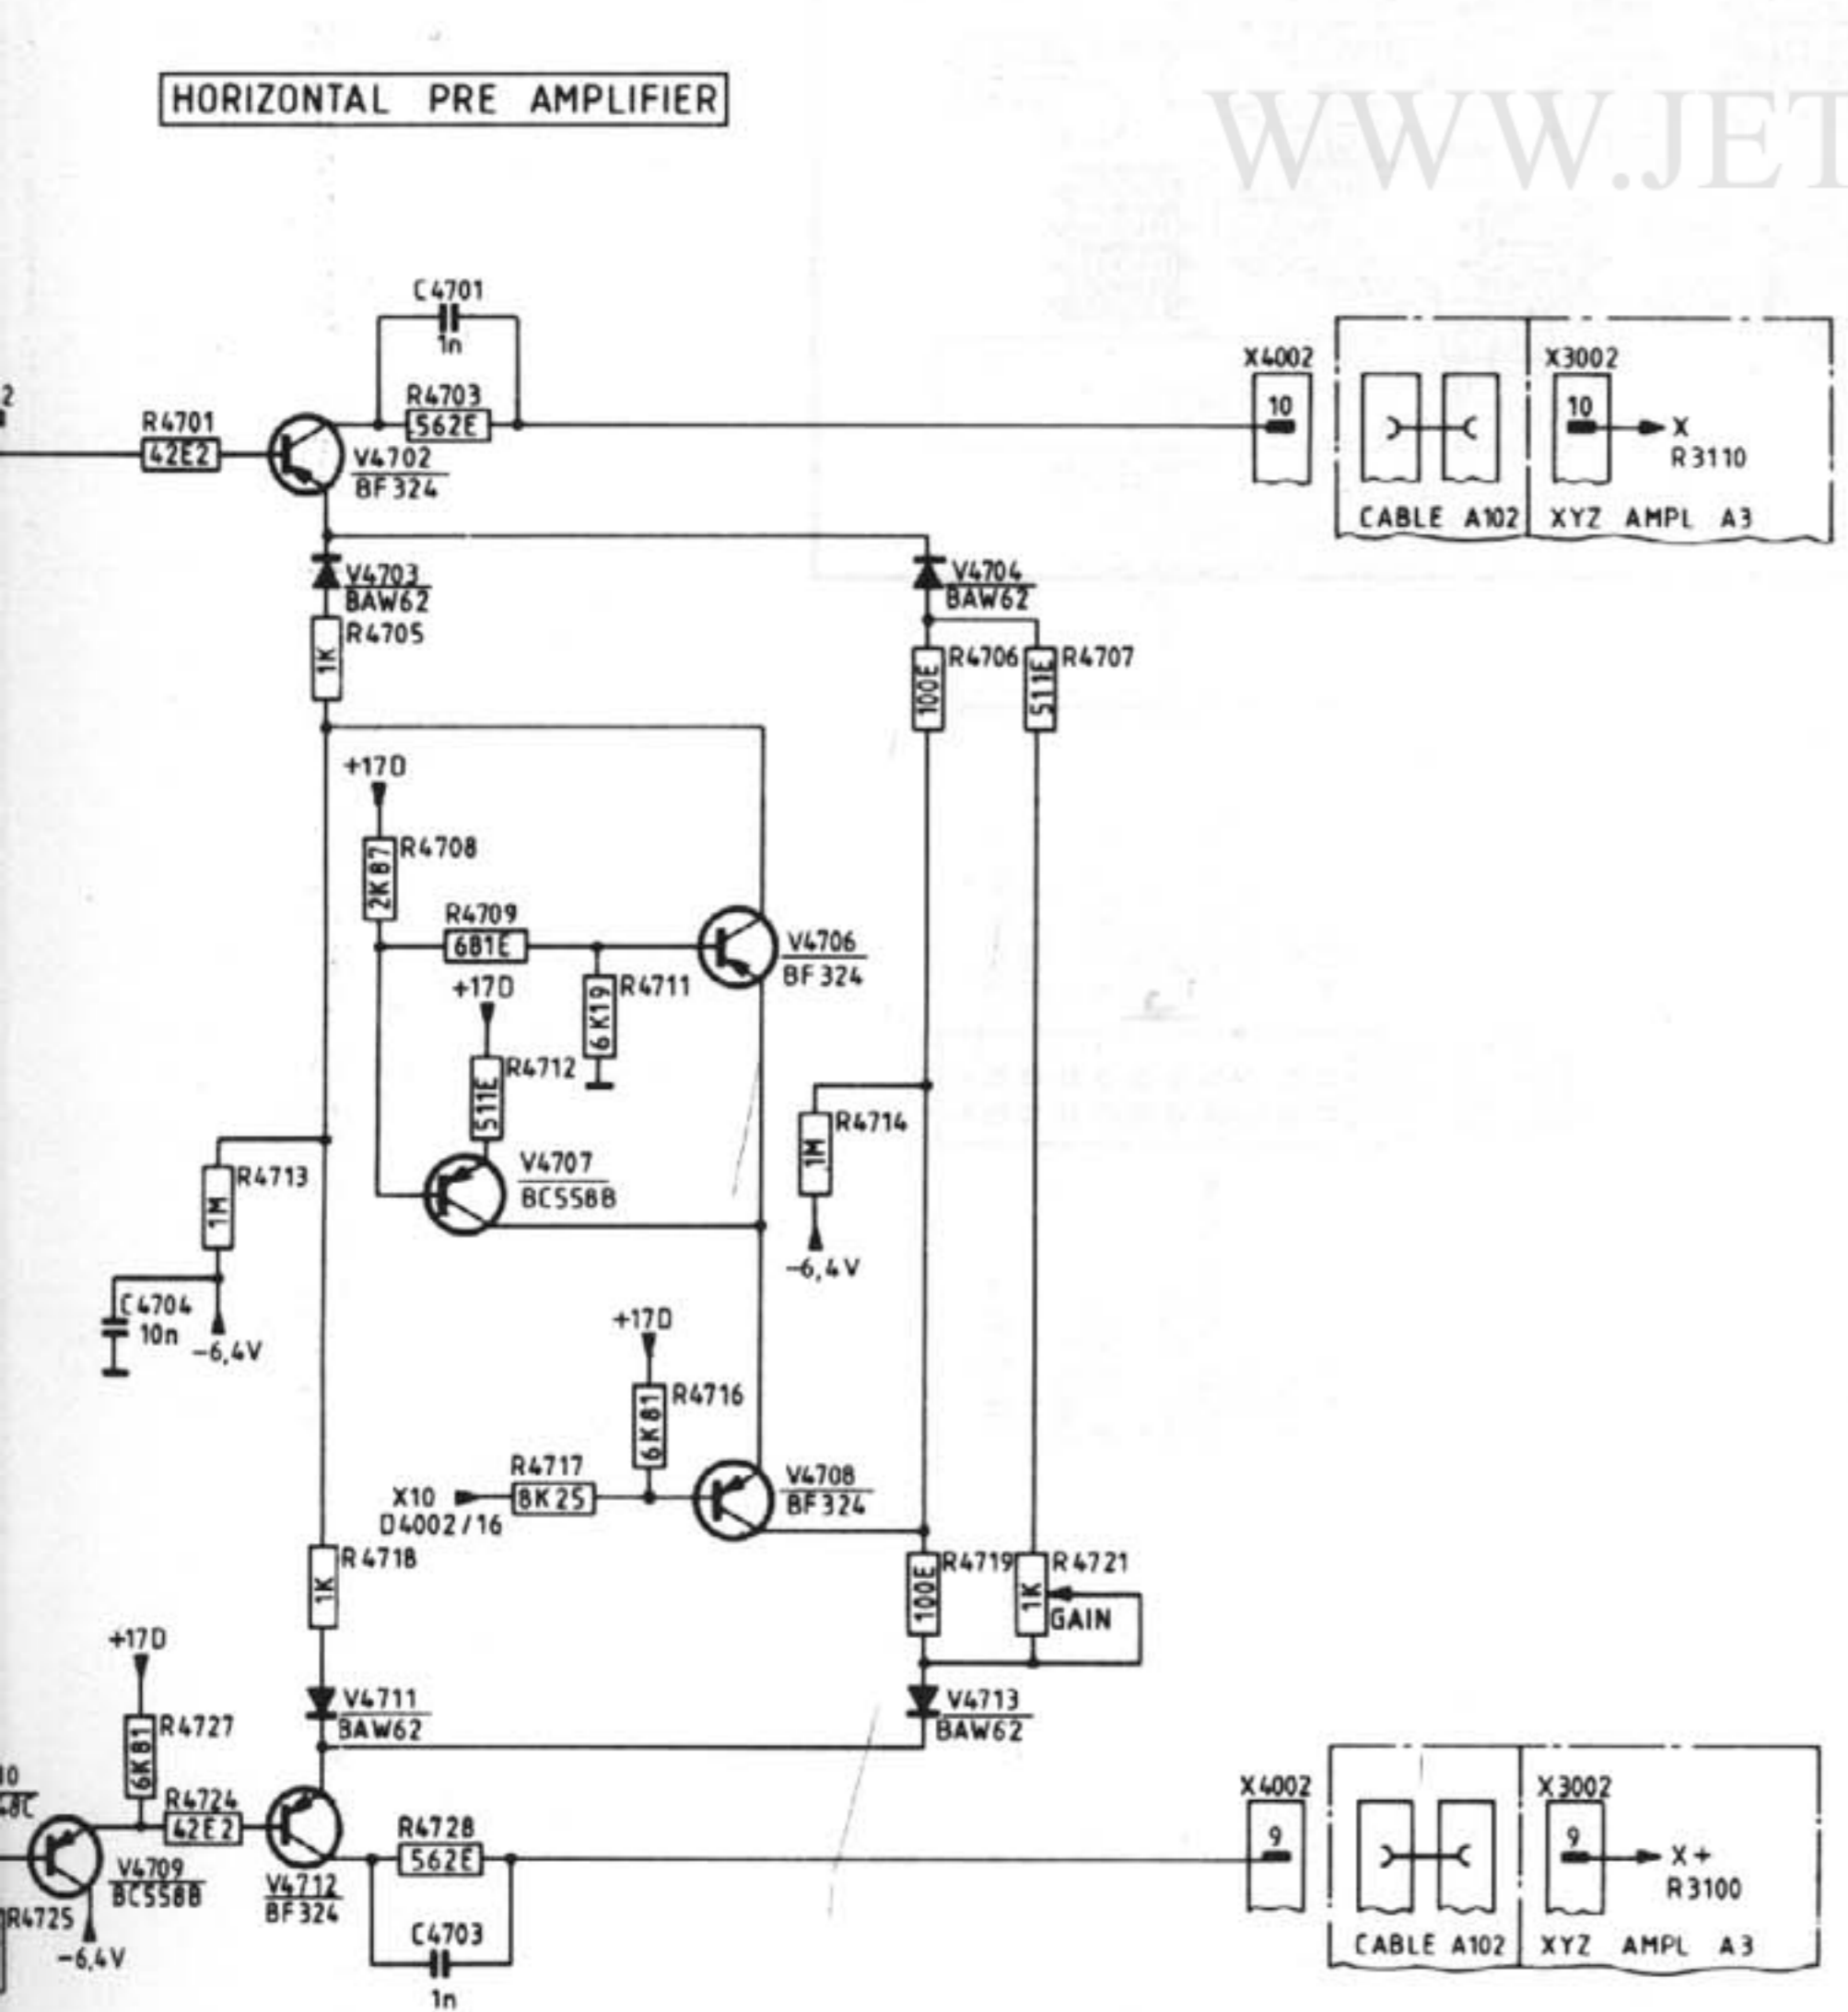 HORIZONTAL PRE AMPLIFIER
WWW.JET
C4701
1n
R4703
562E
R4701
42E2
V4702
BF324
X4002
10
X3002
10
X
R3110
CABLE A102
XYZ AMPL A3
2
V4703
BAW62
R4705
1K
V4704
BAW62
R4706
100E
R4707
511E
+17D
R4708
2K87
R4709
681E
V4706
BF324
+17D
R4711
6K19
R4712
511E
V4707
BC558B
R4714
1M
-6,4V
R4713
1M
C4704
10n
-6,4V
+17D
R4716
6K81
R4717
8K25
X10
D4002/16
V4708
BF324
R4718
1K
R4719
100E
R4721
1K
GAIN
+17D
R4727
6K81
V4711
BAW62
V4713
BAW62
R4724
42E2
V4709
BC558B
R4725
-6,4V
V4712
BF324
R4728
562E
C4703
1n
X4002
9
X3002
9
X+
R3100
CABLE A102
XYZ AMPL A3